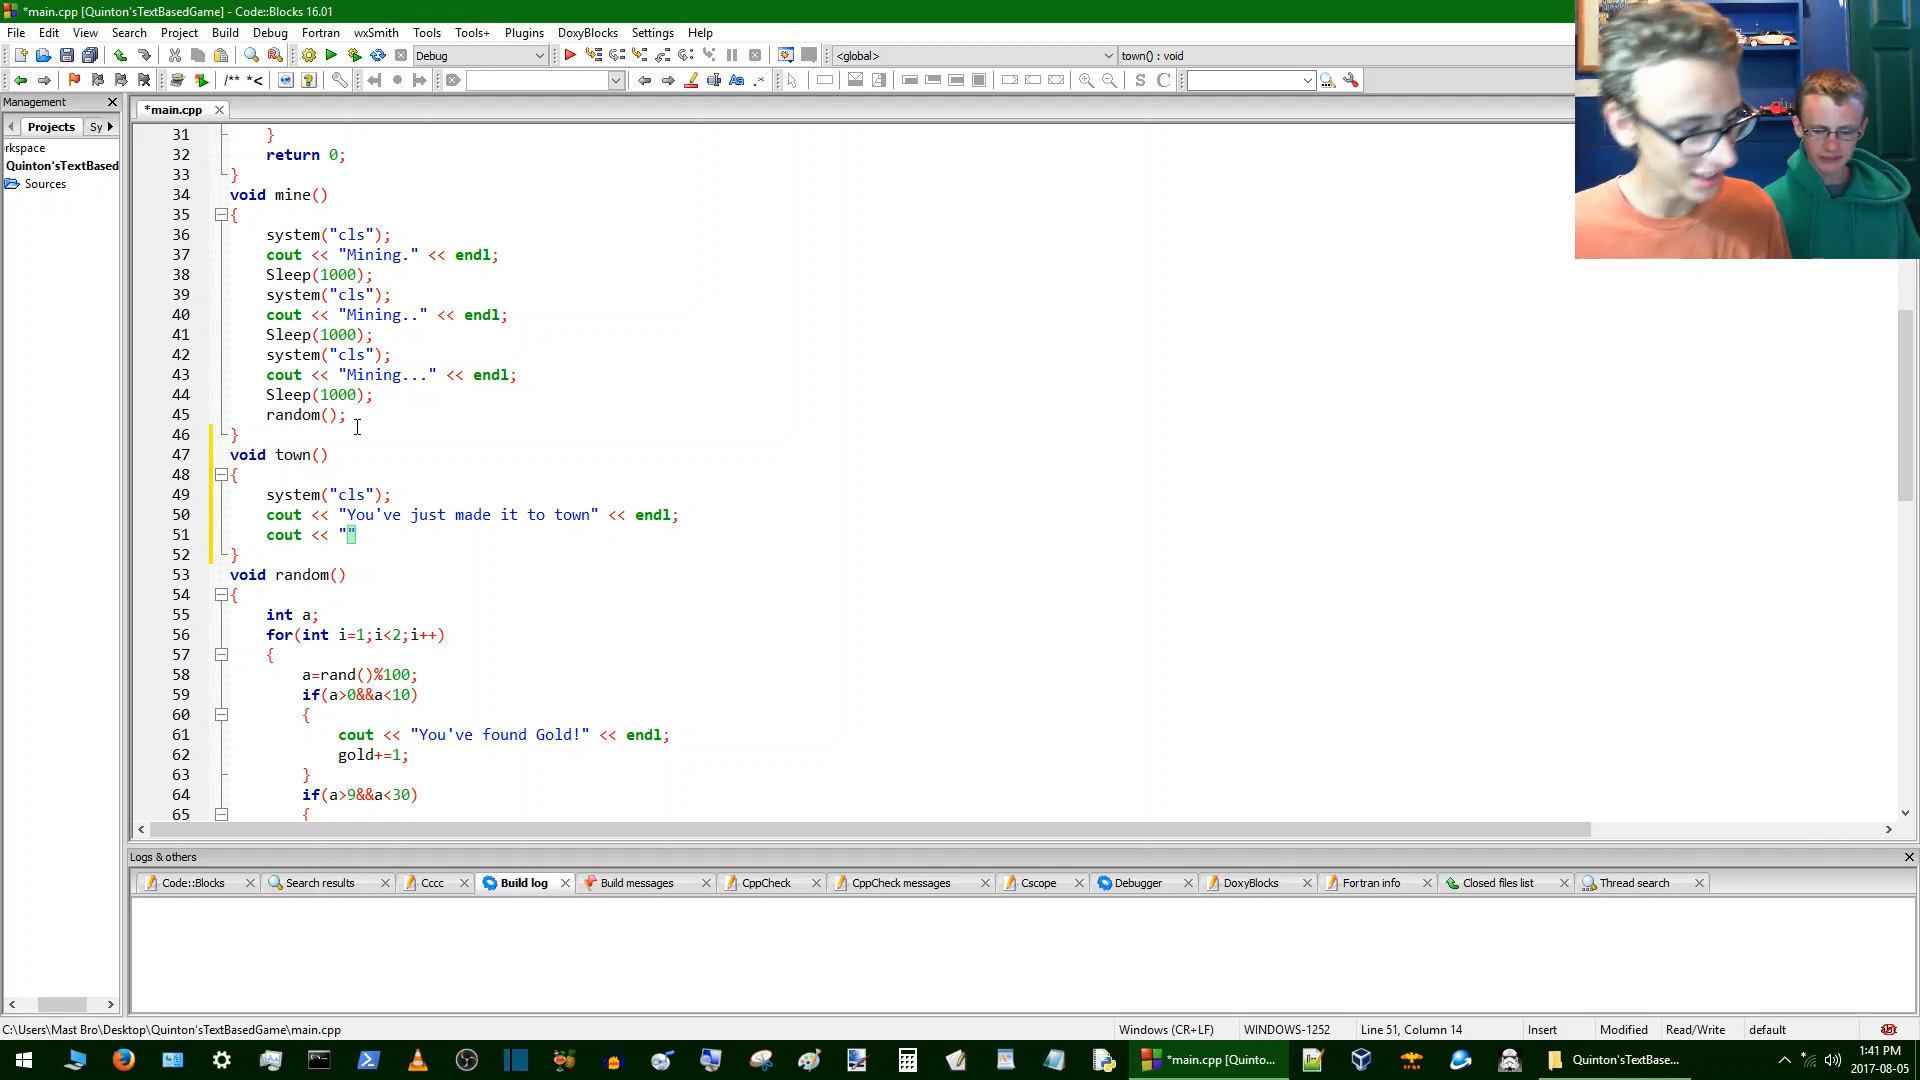 *main.cpp [Quinton'sTextBasedGame] - Code::Blocks 16.01
File Edit View Search Project Build Debug Fortran wxSmith Tools Tools+ Plugins DoxyBlocks Settings Help
Debug <global> town() : void
/** *< Aa .* S C
Management
*main.cpp
Projects Sy
rkspace
Quinton'sTextBased
Sources
31 }
32 return 0;
33 }
34 void mine()
35 {
36 system("cls");
37 cout << "Mining." << endl;
38 Sleep(1000);
39 system("cls");
40 cout << "Mining.." << endl;
41 Sleep(1000);
42 system("cls");
43 cout << "Mining..." << endl;
44 Sleep(1000);
45 random();
46 }
47 void town()
48 {
49 system("cls");
50 cout << "You've just made it to town" << endl;
51 cout << ""
52 }
53 void random()
54 {
55 int a;
56 for(int i=1;i<2;i++)
57 {
58 a=rand()%100;
59 if(a>0&&a<10)
60 {
61 cout << "You've found Gold!" << endl;
62 gold+=1;
63 }
64 if(a>9&&a<30)
65 {
Logs & others
Code::Blocks Search results Cccc Build log Build messages CppCheck CppCheck messages Cscope Debugger DoxyBlocks Fortran info Closed files list Thread search
C:\Users\Mast Bro\Desktop\Quinton'sTextBasedGame\main.cpp Windows (CR+LF) WINDOWS-1252 Line 51, Column 14 Insert Modified Read/Write default
*main.cpp [Quinto... Quinton'sTextBase...
1:41 PM
2017-08-05